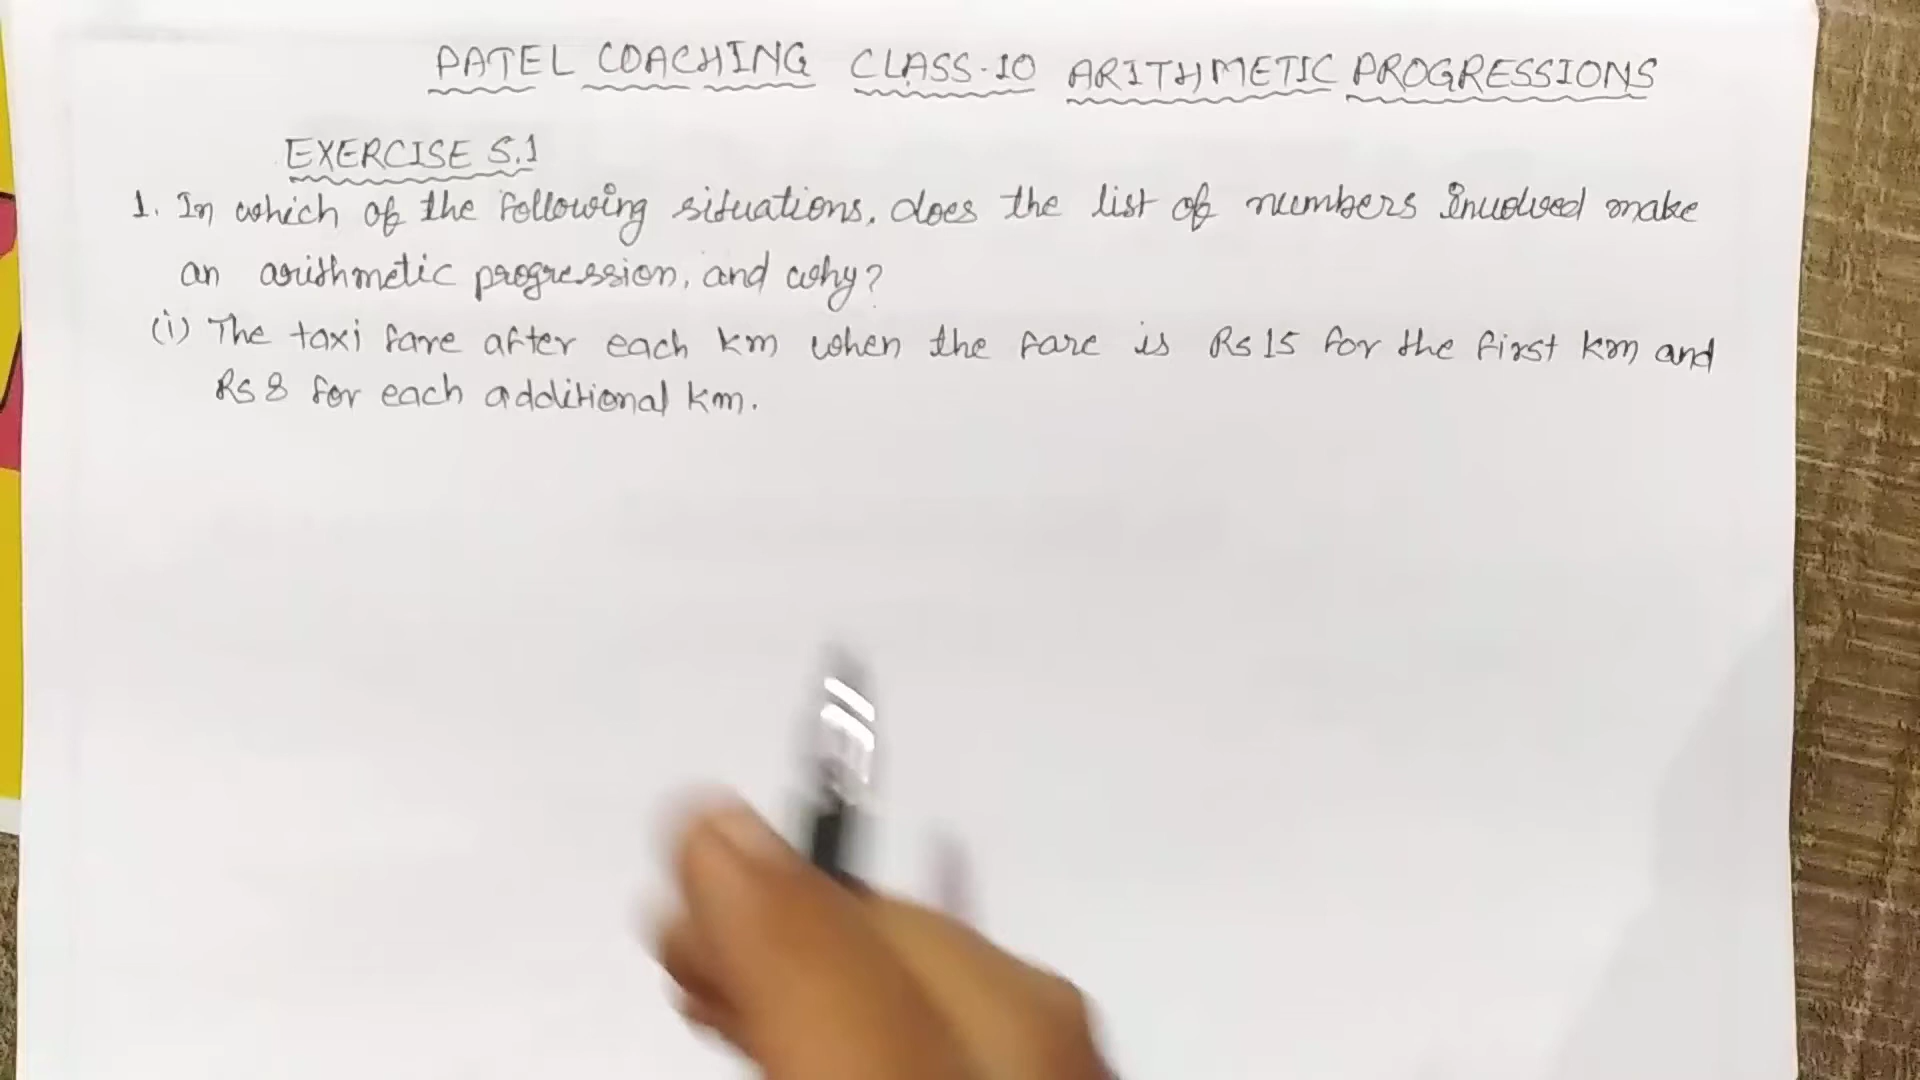 PATEL COACHING CLASS-10 ARITHMETIC PROGRESSIONS
EXERCISE 5.1
1. In which of the following situations, does the list of numbers involved make
an arithmetic progression, and why?
(i) The taxi fare after each km when the fare is Rs 15 for the first km and
Rs 8 for each additional km.